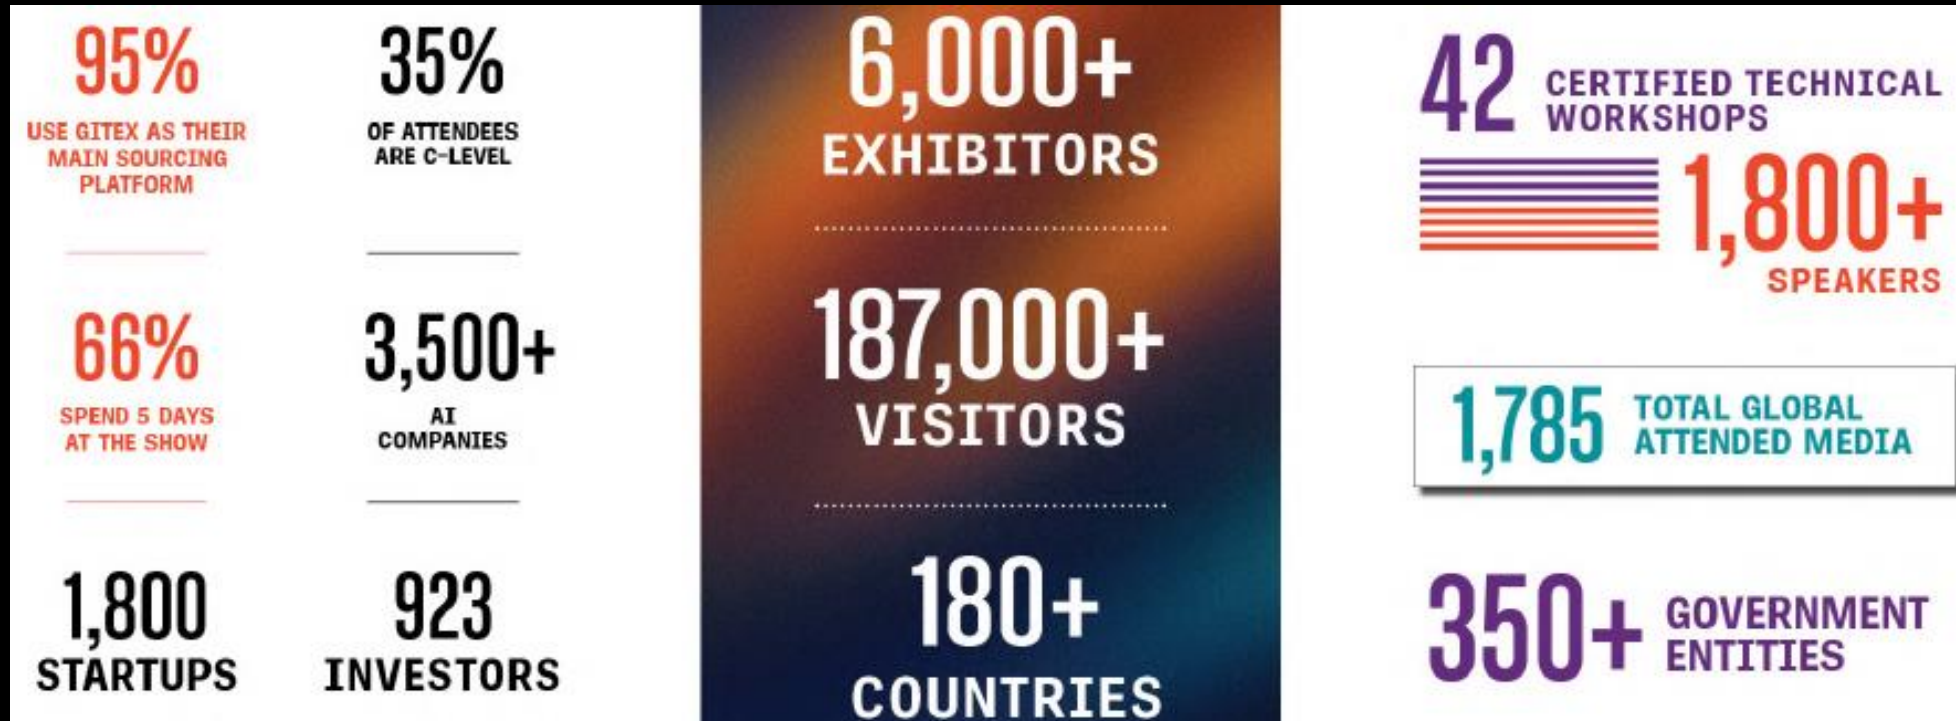 95%
USE GITEX AS THEIR
MAIN SOURCING
PLATFORM
35%
OF ATTENDEES
ARE C-LEVEL
66%
SPEND 5 DAYS
AT THE SHOW
3,500+
AI
COMPANIES
1,800
STARTUPS
923
INVESTORS
6,000+
EXHIBITORS
187,000+
VISITORS
180+
COUNTRIES
42 CERTIFIED TECHNICAL
WORKSHOPS
1,800+
SPEAKERS
1,785 TOTAL GLOBAL
ATTENDED MEDIA
350+ GOVERNMENT
ENTITIES